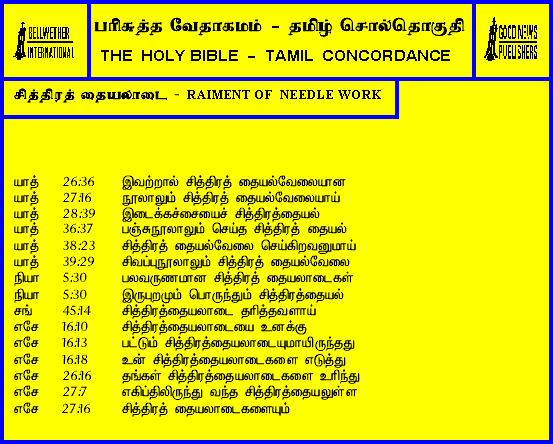 BELLWETHER
INTERNATIONAL
பரிசுத்த வேதாகமம் - தமிழ் சொல்தொகுதி
THE HOLY BIBLE - TAMIL CONCORDANCE
GOOD NEWS
PUBLISHERS
சித்திரத் தையலாடை - RAIMENT OF NEEDLE WORK
யாத் 26:36 இவற்றால் சித்திரத் தையல்வேலையான
யாத் 27:16 நூலாலும் சித்திரத் தையல்வேலையாய்
யாத் 28:39 இடைக்கச்சையைச் சித்திரத்தையல்
யாத் 36:37 பஞ்சுநூலாலும் செய்த சித்திரத் தையல்
யாத் 38:23 சித்திரத் தையல்வேலை செய்கிறவனுமாய்
யாத் 39:29 சிவப்புநூலாலும் சித்திரத் தையல்வேலை
நியா 5:30 பலவருணமான சித்திரத் தையலாடைகள்
நியா 5:30 இருபுறமும் பொருந்தும் சித்திரத்தையல்
சங் 45:14 சித்திரத்தையலாடை தரித்தவளாய்
எசே 16:10 சித்திரத்தையலாடையை உனக்கு
எசே 16:13 பட்டும் சித்திரத்தையலாடையுமாயிருந்தது
எசே 16:18 உன் சித்திரத்தையலாடைகளை எடுத்து
எசே 26:16 தங்கள் சித்திரத்தையலாடைகளை உரிந்து
எசே 27:7 எகிப்திலிருந்து வந்த சித்திரத்தையலுள்ள
எசே 27:16 சித்திரத் தையலாடைகளையும்